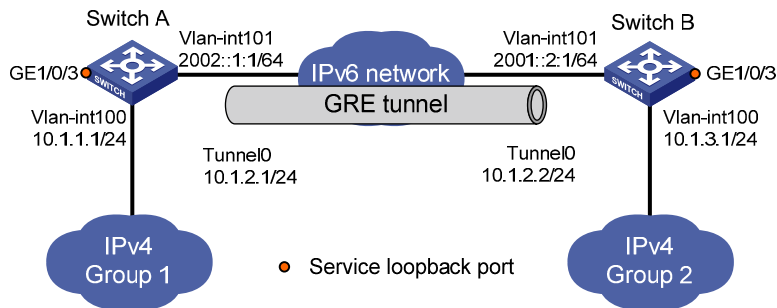 Switch A
Vlan-int101
2002::1:1/64
GE1/0/3
SWITCH
Vlan-int100
10.1.1.1/24
IPv6 network
GRE tunnel
Vlan-int101
2001::2:1/64
Switch B
GE1/0/3
SWITCH
Vlan-int100
10.1.3.1/24
Tunnel0
10.1.2.1/24
Tunnel0
10.1.2.2/24
IPv4
Group 1
Service loopback port
IPv4
Group 2